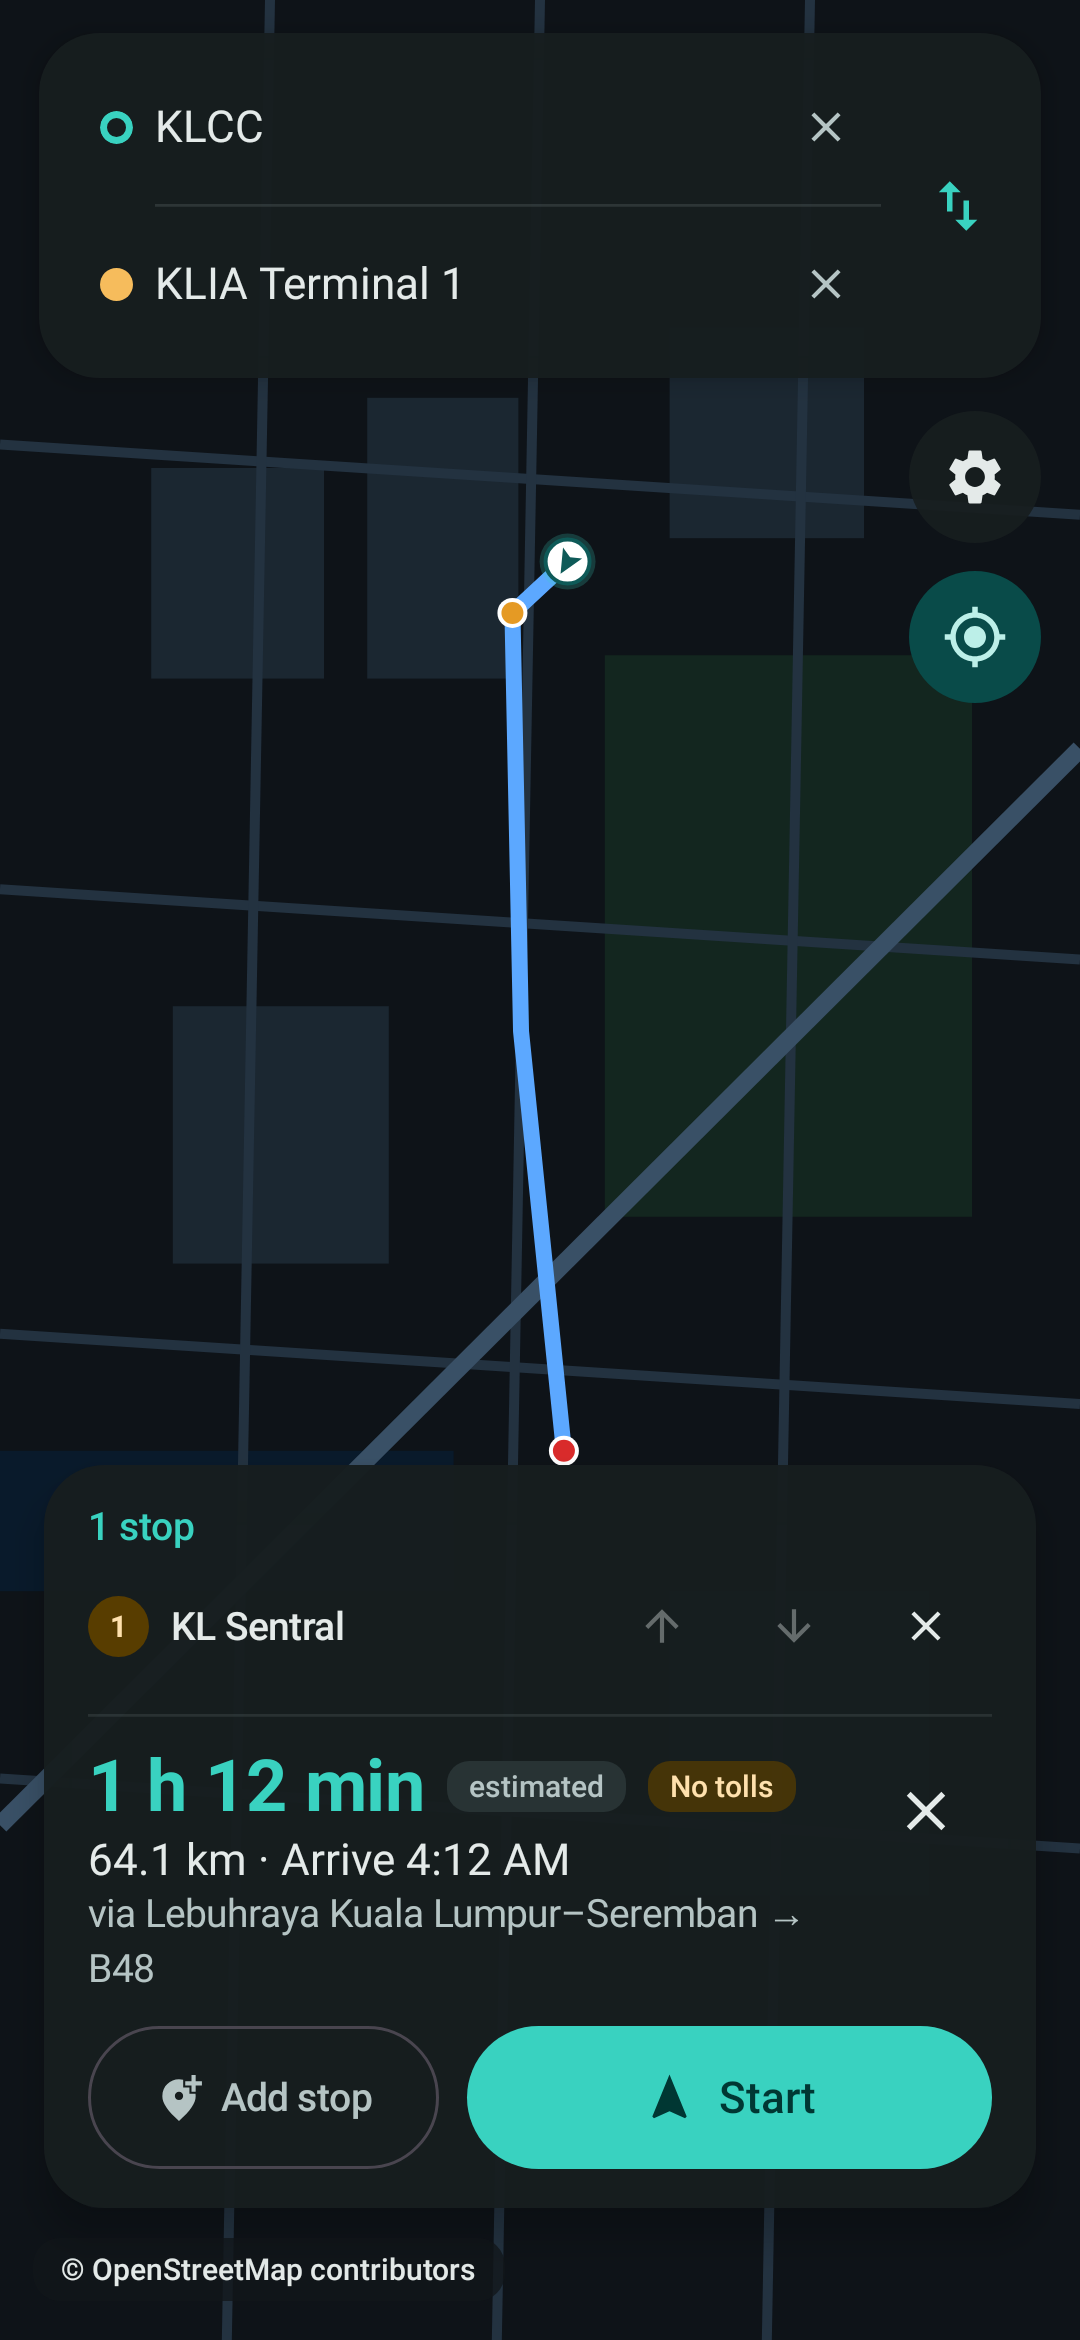 KLCC
KLIA Terminal 1
1 stop
1 KL Sentral
1 h 12 min estimated No tolls
64.1 km · Arrive 4:12 AM
via Lebuhraya Kuala Lumpur–Seremban →
B48
Add stop Start
© OpenStreetMap contributors